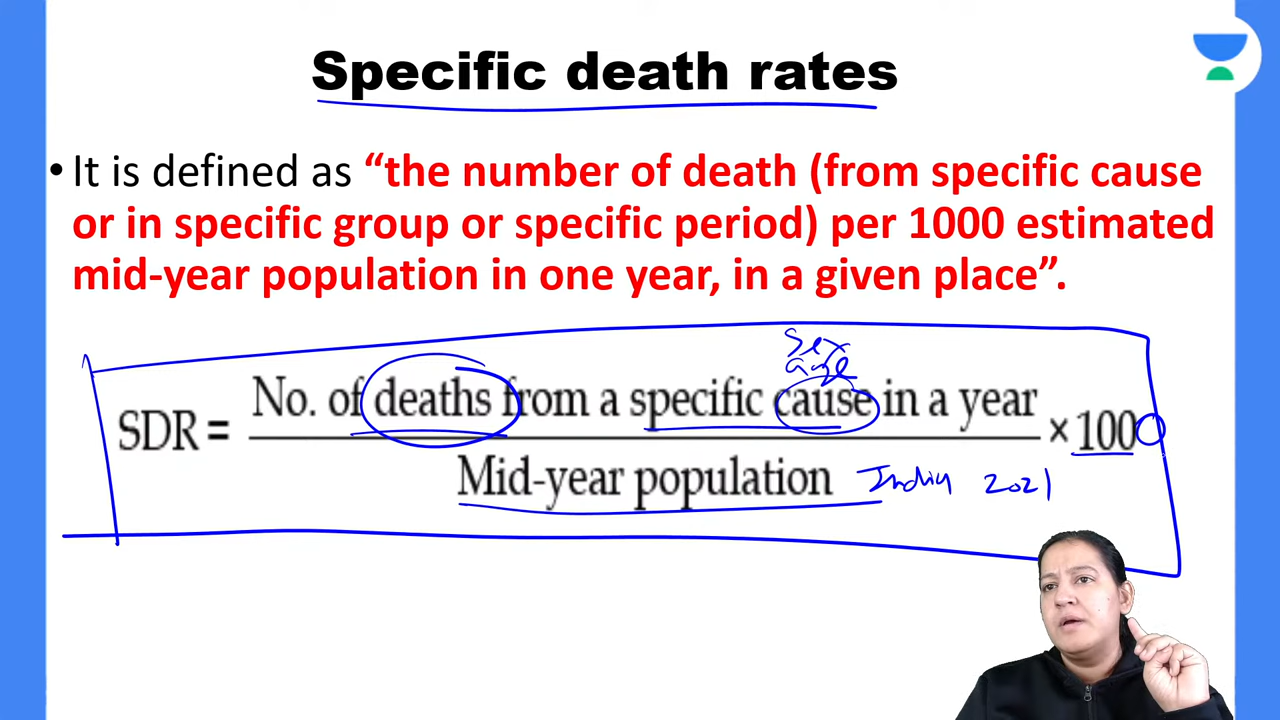 Specific death rates
• It is defined as “the number of death (from specific cause
or in specific group or specific period) per 1000 estimated
mid-year population in one year, in a given place”.
Sex
age
No. of deaths from a specific cause in a year
SDR = × 1000
Mid-year population India 2021